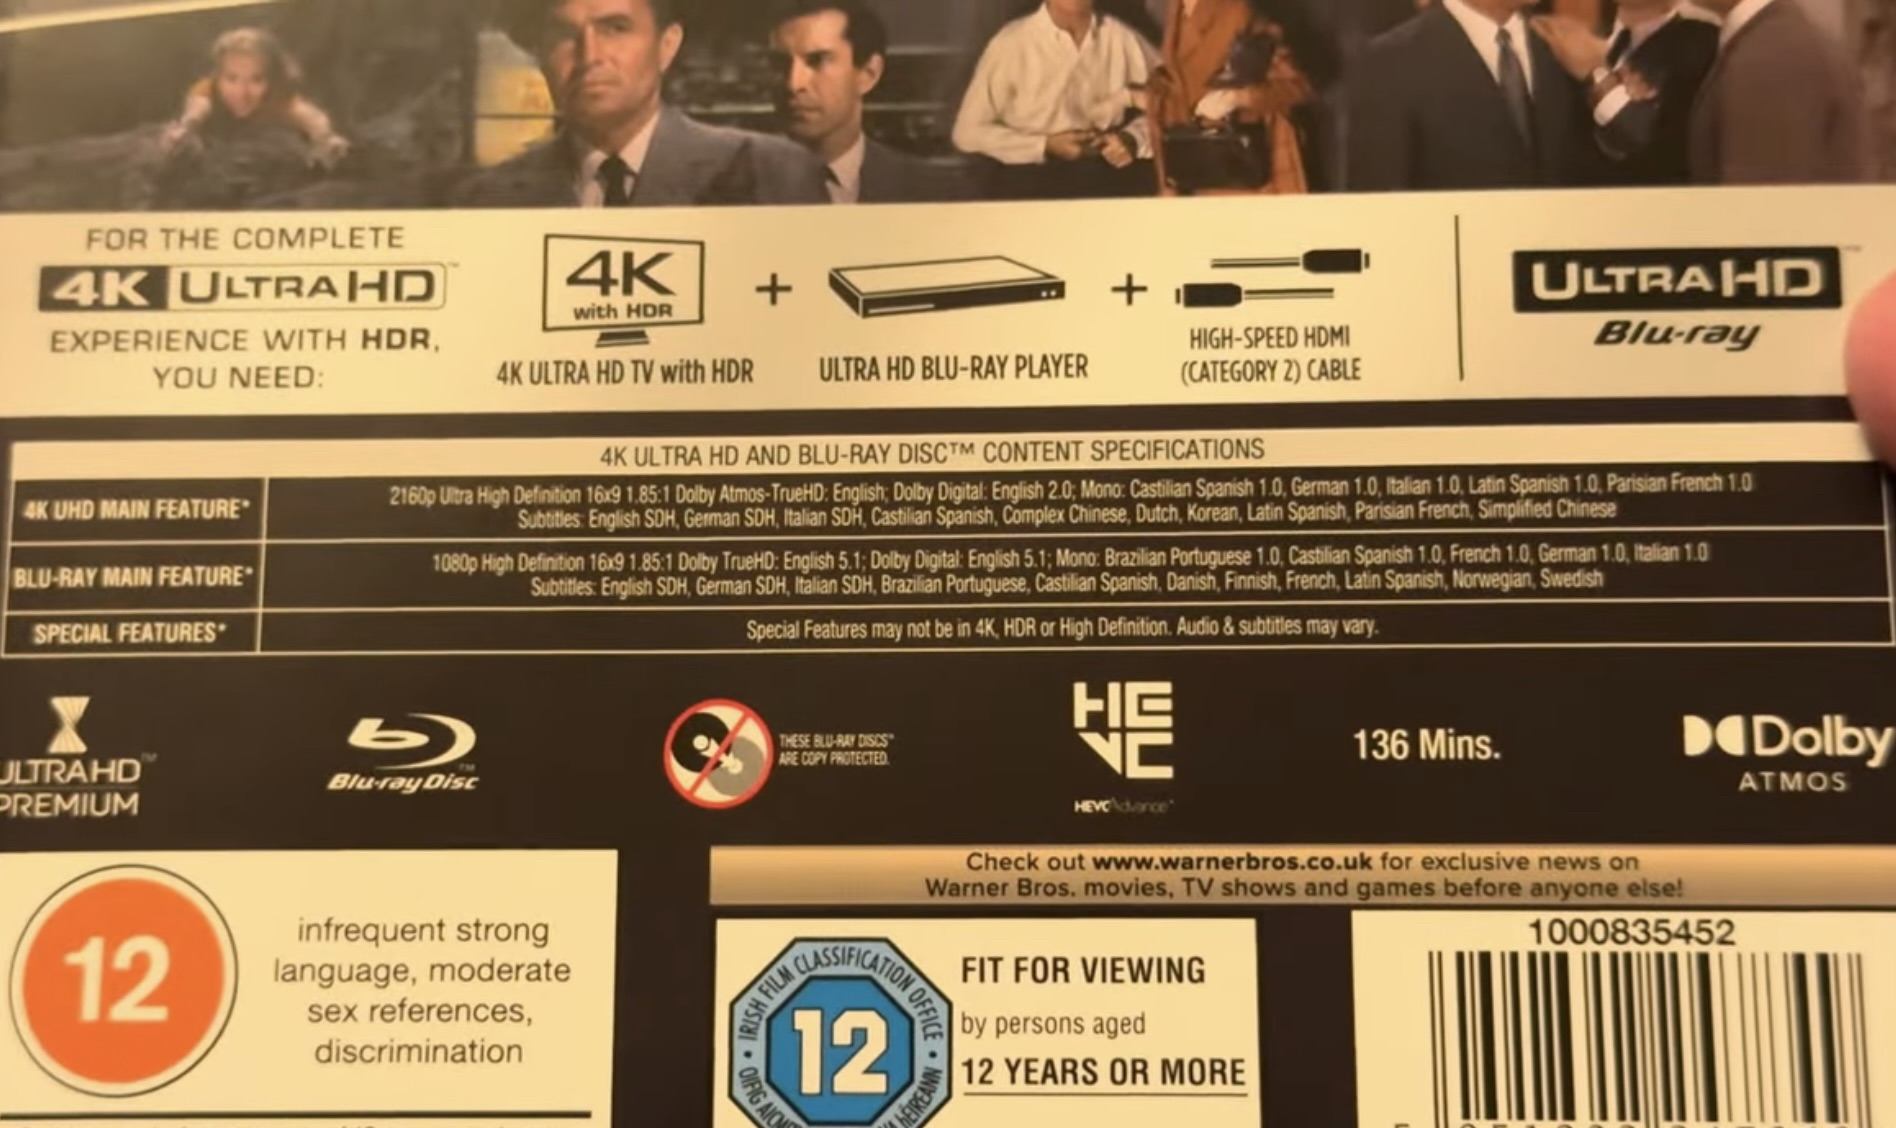 FOR THE COMPLETE
4K ULTRA HD™
EXPERIENCE WITH HDR,
YOU NEED:
4K
with HDR
4K ULTRA HD TV with HDR
+
ULTRA HD BLU-RAY PLAYER
+
HIGH-SPEED HDMI
(CATEGORY 2) CABLE
ULTRA HD™
Blu-ray
4K ULTRA HD AND BLU-RAY DISC™ CONTENT SPECIFICATIONS
4K UHD MAIN FEATURE*
2160p Ultra High Definition 16x9 1.85:1 Dolby Atmos-TrueHD: English; Dolby Digital: English 2.0; Mono: Castilian Spanish 1.0, German 1.0, Italian 1.0, Latin Spanish 1.0, Parisian French 1.0
Subtitles: English SDH, German SDH, Italian SDH, Castilian Spanish, Complex Chinese, Dutch, Korean, Latin Spanish, Parisian French, Simplified Chinese
BLU-RAY MAIN FEATURE*
1080p High Definition 16x9 1.85:1 Dolby TrueHD: English 5.1; Dolby Digital: English 5.1; Mono: Brazilian Portuguese 1.0, Castilian Spanish 1.0, French 1.0, German 1.0, Italian 1.0
Subtitles: English SDH, German SDH, Italian SDH, Brazilian Portuguese, Castilian Spanish, Danish, Finnish, French, Latin Spanish, Norwegian, Swedish
SPECIAL FEATURES*
Special Features may not be in 4K, HDR or High Definition. Audio & subtitles may vary.
ULTRA HD™
PREMIUM
Blu-ray Disc™
THESE BLU-RAY DISCS™
ARE COPY PROTECTED.
HEVC
HEVC Advance™
136 Mins.
Dolby
ATMOS
12
infrequent strong
language, moderate
sex references,
discrimination
Check out www.warnerbros.co.uk for exclusive news on
Warner Bros. movies, TV shows and games before anyone else!
IRISH FILM CLASSIFICATION OFFICE
12
FIT FOR VIEWING
by persons aged
12 YEARS OR MORE
1000835452